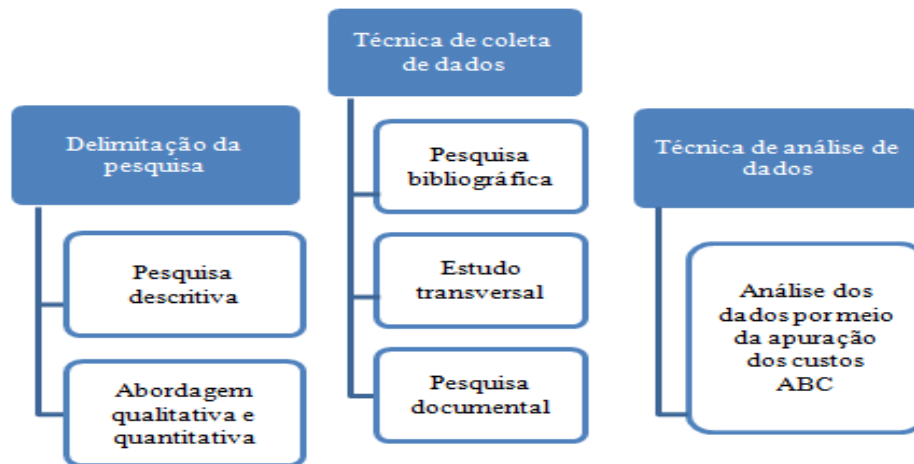 Delimitação da
pesquisa
Pesquisa
descritiva
Abordagem
qualitativa e
quantitativa
Técnica de coleta
de dados
Pesquisa
bibliográfica
Estudo
transversal
Pesquisa
documental
Técnica de análise de
dados
Análise dos
dados por meio
da apuração
dos custos
ABC